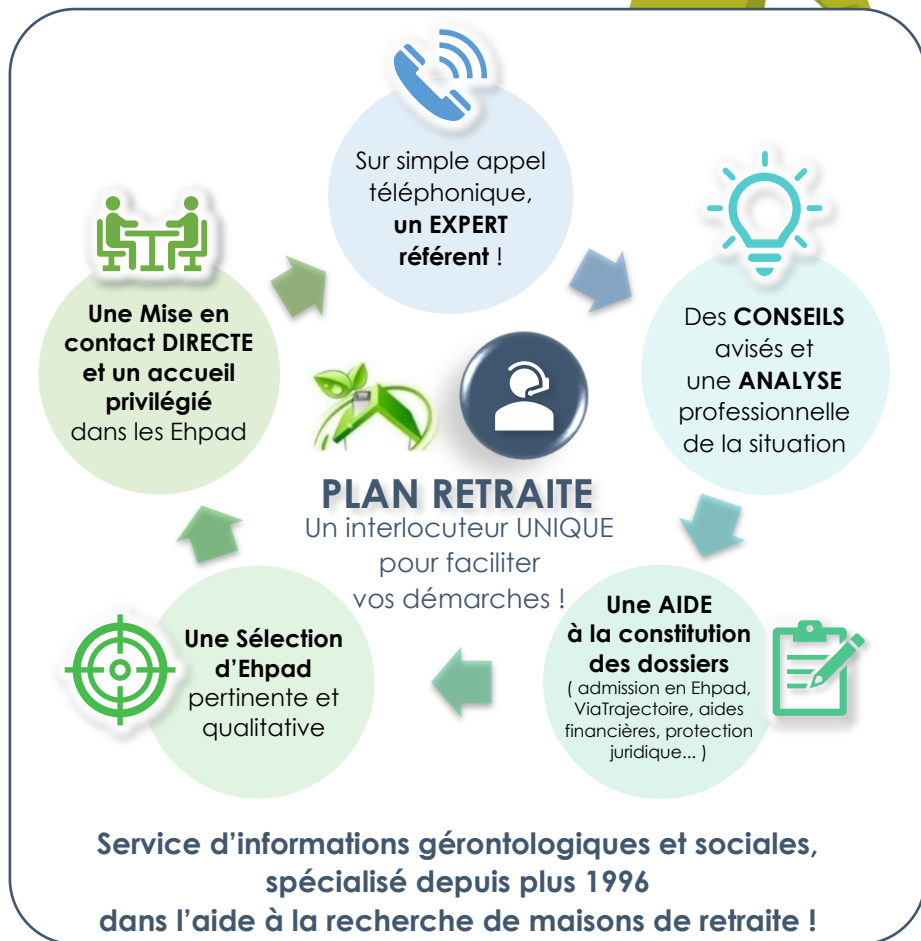 Sur simple appel
téléphonique,
un EXPERT
référent !
Des CONSEILS
avisés et
une ANALYSE
professionnelle
de la situation
Une AIDE
à la constitution
des dossiers
( admission en Ehpad,
ViaTrajectoire, aides
financières, protection
juridique... )
Une Sélection
d’Ehpad
pertinente et
qualitative
Une Mise en
contact DIRECTE
et un accueil
privilégié
dans les Ehpad
PLAN RETRAITE
Un interlocuteur UNIQUE
pour faciliter
vos démarches !
Service d’informations gérontologiques et sociales,
spécialisé depuis plus 1996
dans l’aide à la recherche de maisons de retraite !